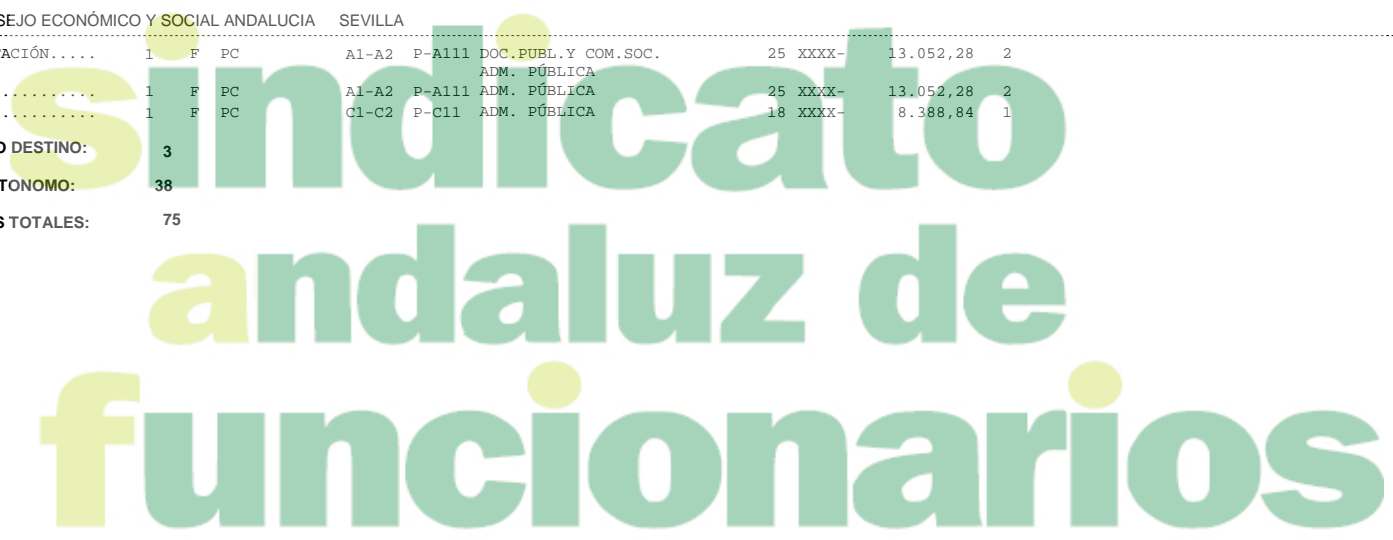 SEJO ECONÓMICO Y SOCIAL ANDALUCIA SEVILLA
ACIÓN..... 1 F PC A1-A2 P-A111 DOC.PUBL.Y COM.SOC. 25 XXXX- 13.052,28 2
ADM. PÚBLICA
.......... 1 F PC A1-A2 P-A111 ADM. PÚBLICA 25 XXXX- 13.052,28 2
.......... 1 F PC C1-C2 P-C11 ADM. PÚBLICA 18 XXXX- 8.388,84 1
O DESTINO: 3
TONOMO: 38
S TOTALES: 75
sindicato
andaluz de
funcionarios